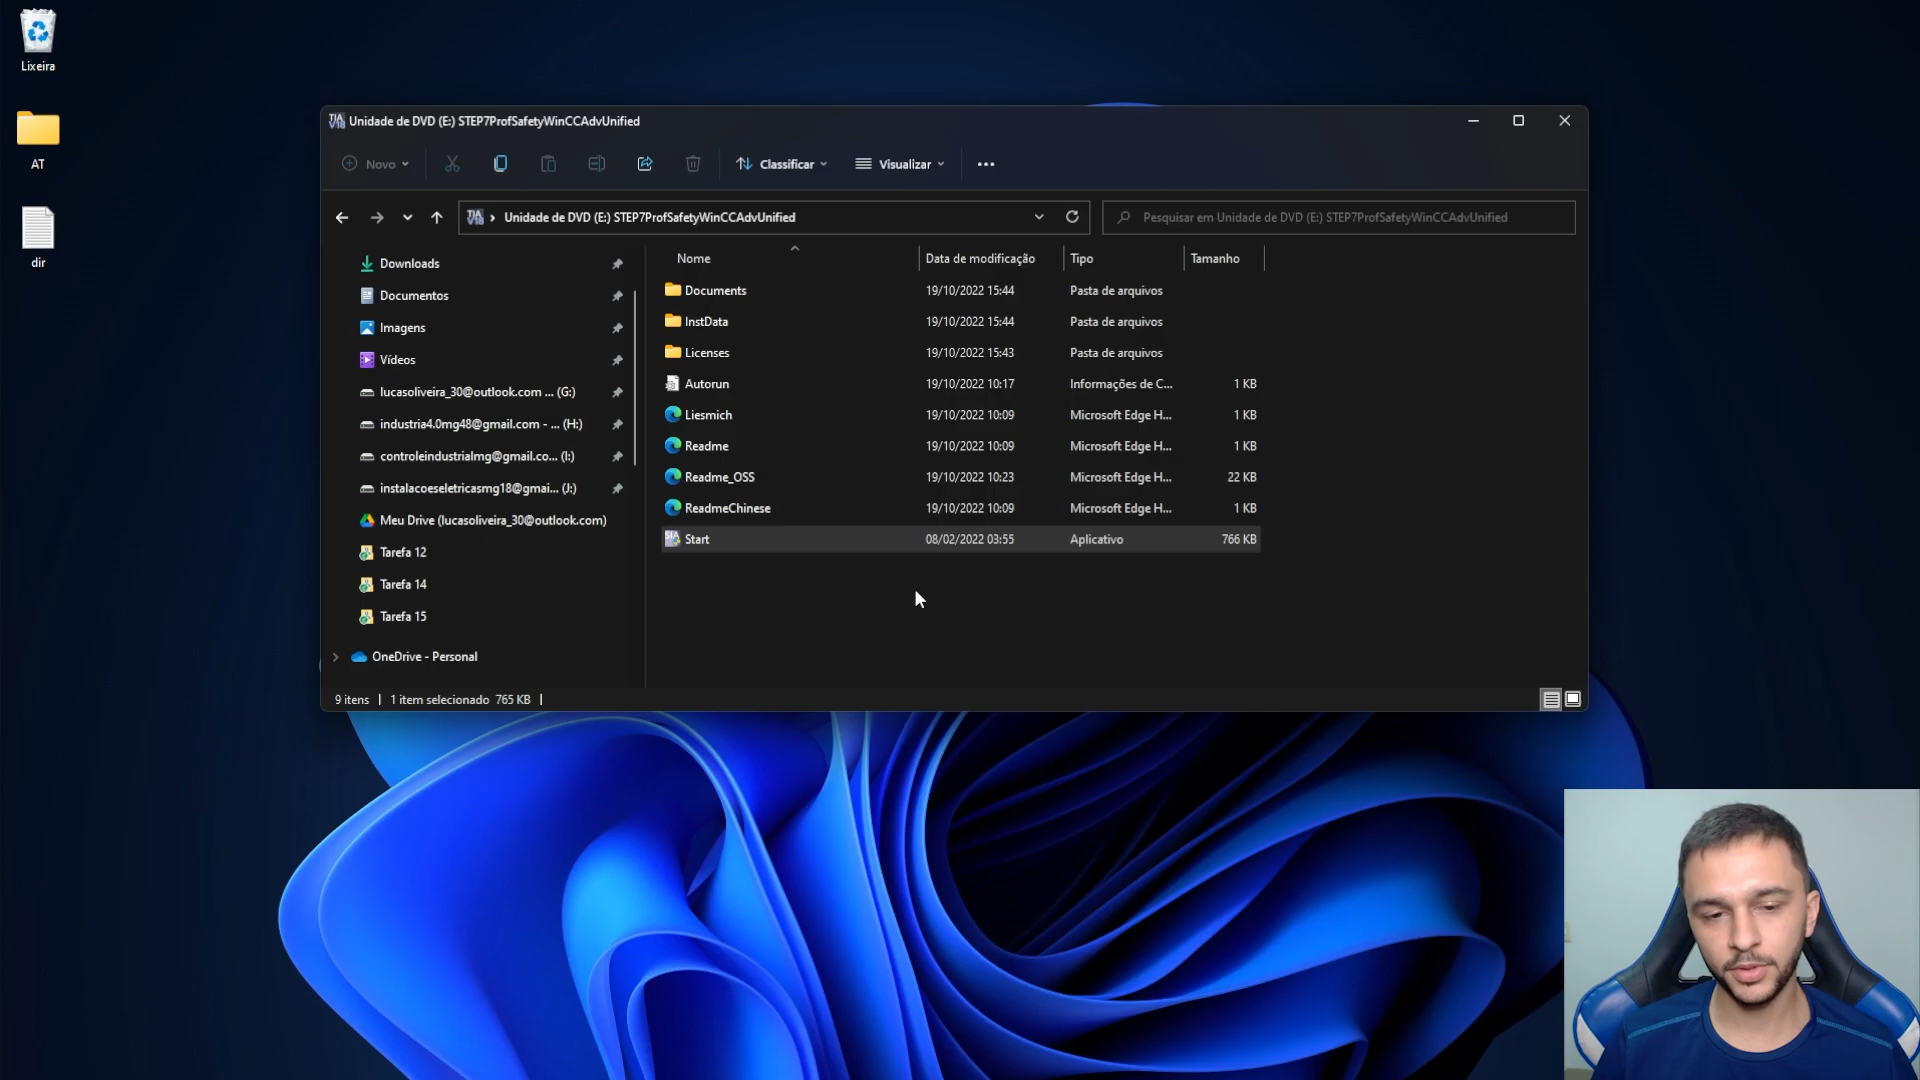 Lixeira
AT
dir
Unidade de DVD (E:) STEP7ProfSafetyWinCCAdvUnified
Novo
Classificar
Visualizar
Unidade de DVD (E:) STEP7ProfSafetyWinCCAdvUnified
Pesquisar em Unidade de DVD (E:) STEP7ProfSafetyWinCCAdvUnified
Downloads
Documentos
Imagens
Vídeos
lucasoliveira_30@outlook.com ... (G:)
industria4.0mg48@gmail.com - ... (H:)
controleindustrialmg@gmail.co... (I:)
instalacoeseletricasmg18@gmai... (J:)
Meu Drive (lucasoliveira_30@outlook.com)
Tarefa 12
Tarefa 14
Tarefa 15
OneDrive - Personal
Nome Data de modificação Tipo Tamanho
Documents 19/10/2022 15:44 Pasta de arquivos
InstData 19/10/2022 15:44 Pasta de arquivos
Licenses 19/10/2022 15:43 Pasta de arquivos
Autorun 19/10/2022 10:17 Informações de C... 1 KB
Liesmich 19/10/2022 10:09 Microsoft Edge H... 1 KB
Readme 19/10/2022 10:09 Microsoft Edge H... 1 KB
Readme_OSS 19/10/2022 10:23 Microsoft Edge H... 22 KB
ReadmeChinese 19/10/2022 10:09 Microsoft Edge H... 1 KB
Start 08/02/2022 03:55 Aplicativo 766 KB
9 itens | 1 item selecionado 765 KB |